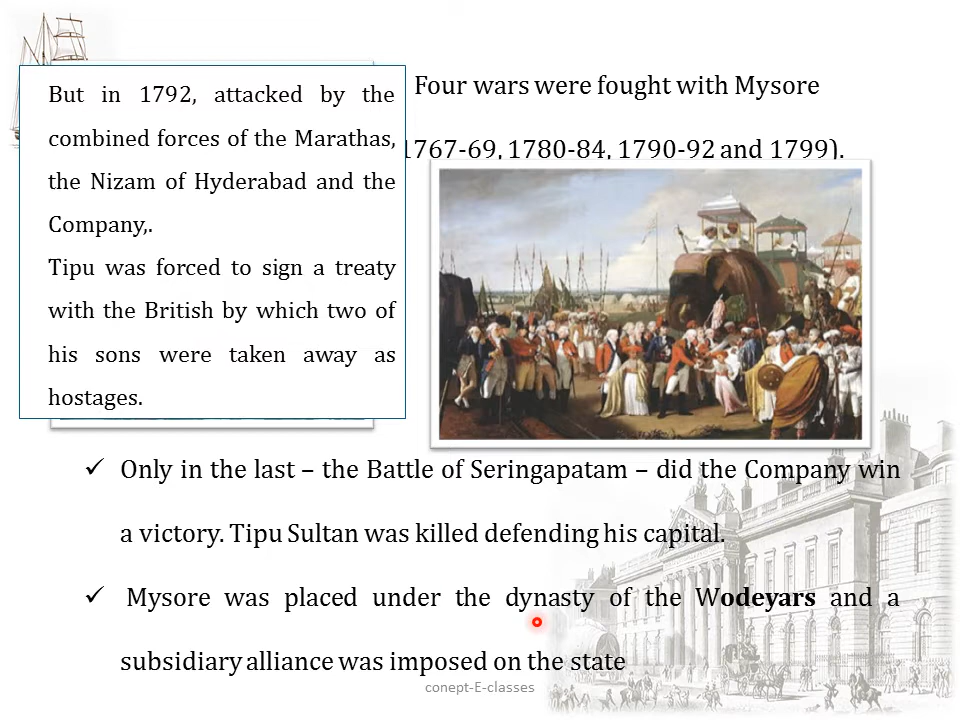 But in 1792, attacked by the
combined forces of the Marathas,
the Nizam of Hyderabad and the
Company,.
Tipu was forced to sign a treaty
with the British by which two of
his sons were taken away as
hostages.
Four wars were fought with Mysore
1767-69, 1780-84, 1790-92 and 1799).
✓ Only in the last – the Battle of Seringapatam – did the Company win
a victory. Tipu Sultan was killed defending his capital.
✓ Mysore was placed under the dynasty of the Wodeyars and a
subsidiary alliance was imposed on the state
conept-E-classes